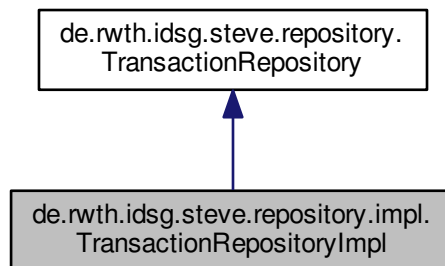 de.rwth.idsg.steve.repository.
TransactionRepository
de.rwth.idsg.steve.repository.impl.
TransactionRepositoryImpl